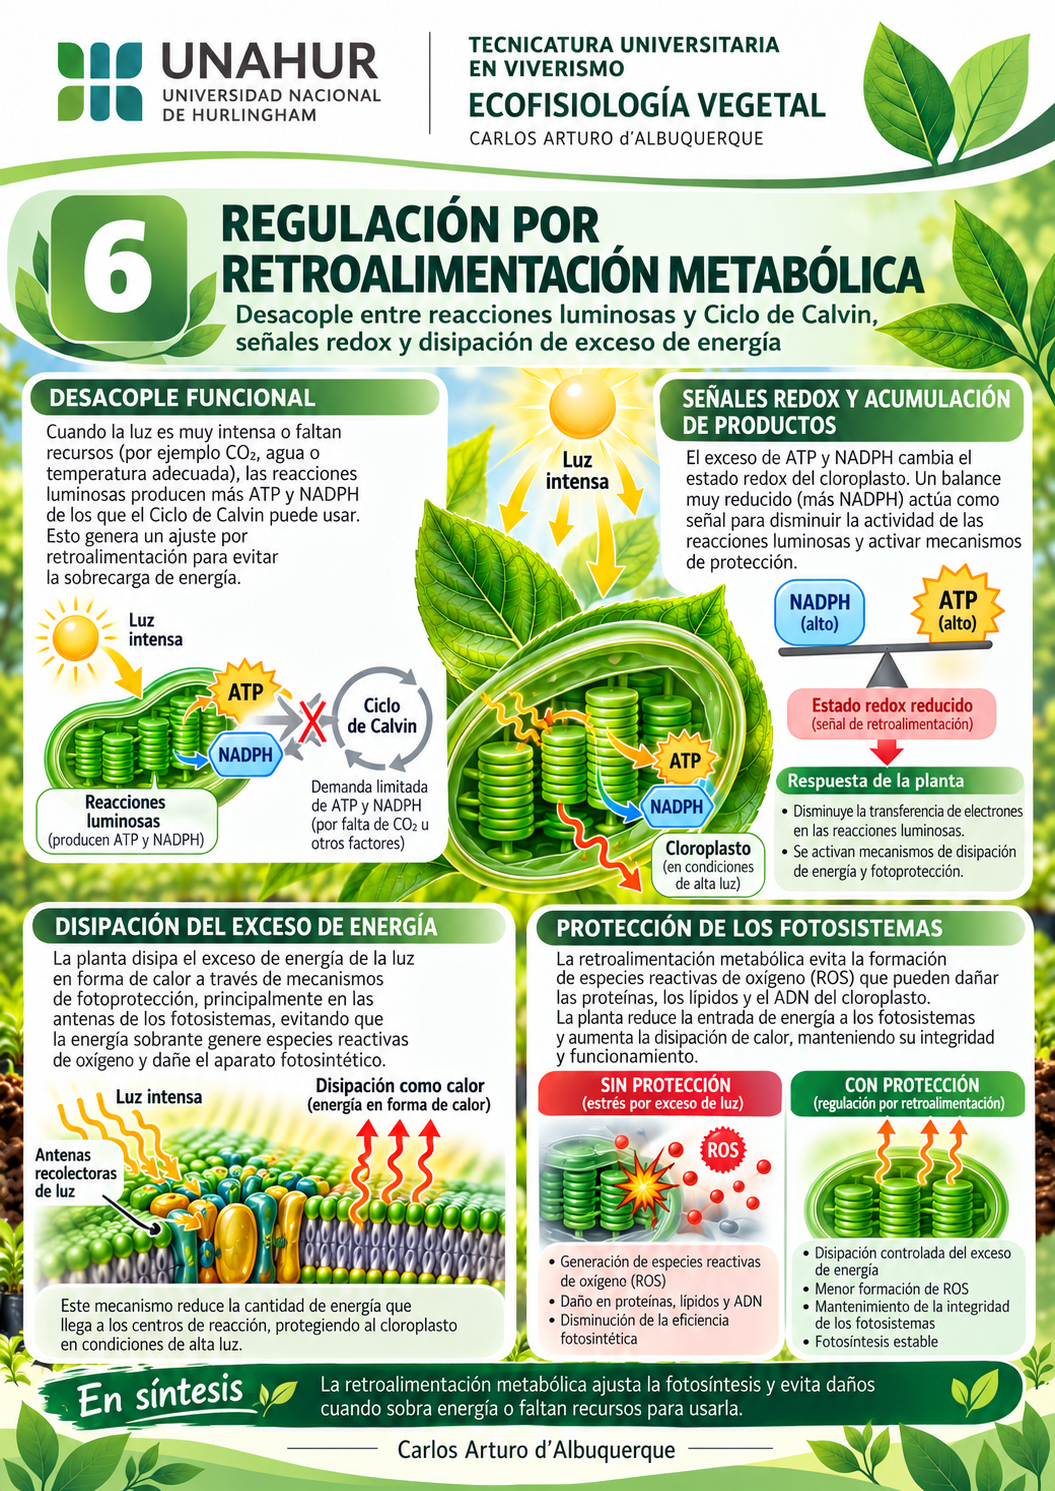 UNAHUR
UNIVERSIDAD NACIONAL
DE HURLINGHAM
TECNICATURA UNIVERSITARIA
EN VIVERISMO
ECOFISIOLOGÍA VEGETAL
CARLOS ARTURO d'ALBUQUERQUE
6
REGULACIÓN POR
RETROALIMENTACIÓN METABÓLICA
Desacople entre reacciones luminosas y Ciclo de Calvin,
señales redox y disipación de exceso de energía
DESACOPLE FUNCIONAL
Cuando la luz es muy intensa o faltan
recursos (por ejemplo CO₂, agua o
temperatura adecuada), las reacciones
luminosas producen más ATP y NADPH
de los que el Ciclo de Calvin puede usar.
Esto genera un ajuste por
retroalimentación para evitar
la sobrecarga de energía.
Luz
intensa
ATP
NADPH
Ciclo
de Calvin
Reacciones
luminosas
(producen ATP y NADPH)
Demanda limitada
de ATP y NADPH
(por falta de CO₂ u
otros factores)
Luz
intensa
ATP
NADPH
Cloroplasto
(en condiciones
de alta luz)
SEÑALES REDOX Y ACUMULACIÓN
DE PRODUCTOS
El exceso de ATP y NADPH cambia el
estado redox del cloroplasto. Un balance
muy reducido (más NADPH) actúa como
señal para disminuir la actividad de las
reacciones luminosas y activar mecanismos
de protección.
NADPH
(alto)
ATP
(alto)
Estado redox reducido
(señal de retroalimentación)
Respuesta de la planta
• Disminuye la transferencia de electrones
en las reacciones luminosas.
• Se activan mecanismos de disipación
de energía y fotoprotección.
DISIPACIÓN DEL EXCESO DE ENERGÍA
La planta disipa el exceso de energía de la luz
en forma de calor a través de mecanismos
de fotoprotección, principalmente en las
antenas de los fotosistemas, evitando que
la energía sobrante genere especies reactivas
de oxígeno y dañe el aparato fotosintético.
Luz intensa
Disipación como calor
(energía en forma de calor)
Antenas
recolectoras
de luz
Este mecanismo reduce la cantidad de energía que
llega a los centros de reacción, protegiendo al cloroplasto
en condiciones de alta luz.
PROTECCIÓN DE LOS FOTOSISTEMAS
La retroalimentación metabólica evita la formación
de especies reactivas de oxígeno (ROS) que pueden dañar
las proteínas, los lípidos y el ADN del cloroplasto.
La planta reduce la entrada de energía a los fotosistemas
y aumenta la disipación de calor, manteniendo su integridad
y funcionamiento.
SIN PROTECCIÓN
(estrés por exceso de luz)
ROS
• Generación de especies reactivas
de oxígeno (ROS)
• Daño en proteínas, lípidos y ADN
• Disminución de la eficiencia
fotosintética
CON PROTECCIÓN
(regulación por retroalimentación)
• Disipación controlada del exceso
de energía
• Menor formación de ROS
• Mantenimiento de la integridad
de los fotosistemas
• Fotosíntesis estable
En síntesis
La retroalimentación metabólica ajusta la fotosíntesis y evita daños
cuando sobra energía o faltan recursos para usarla.
Carlos Arturo d'Albuquerque